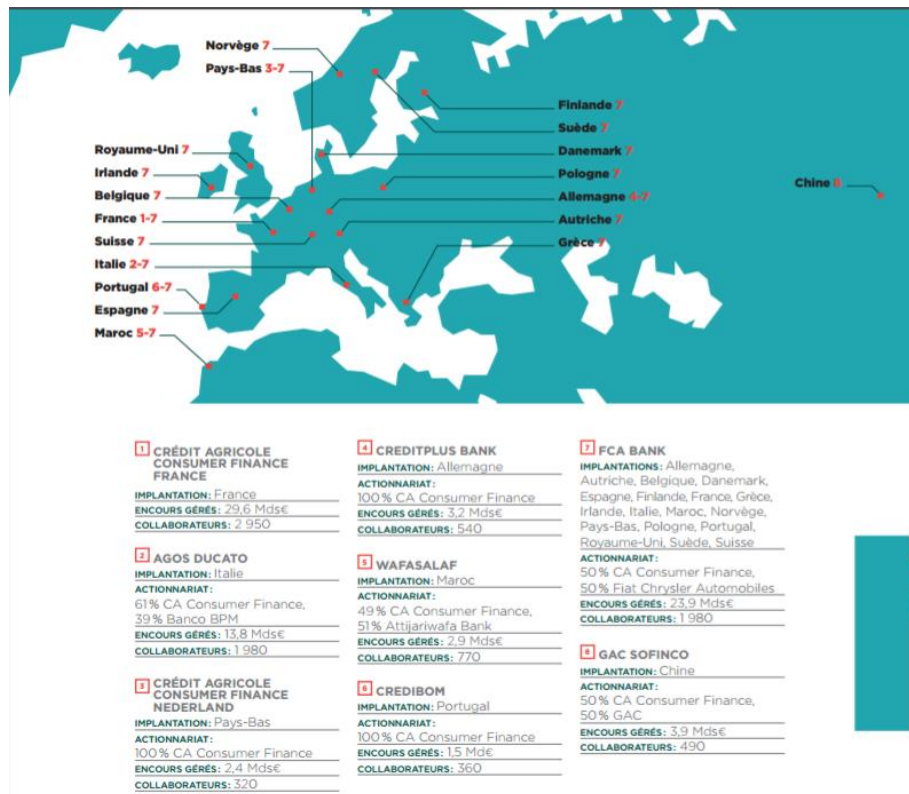 Norvège 7
Pays-Bas 3-7
Finlande 7
Suède 7
Royaume-Uni 7
Danemark 7
Irlande 7
Pologne 7
Belgique 7
Allemagne 4-7
Chine 8
France 1-7
Autriche 7
Suisse 7
Grèce 7
Italie 2-7
Portugal 6-7
Espagne 7
Maroc 5-7
1 CRÉDIT AGRICOLE
CONSUMER FINANCE
FRANCE
IMPLANTATION: France
ENCOURS GÉRÉS: 29,6 Mds€
COLLABORATEURS: 2 950
2 AGOS DUCATO
IMPLANTATION: Italie
ACTIONNARIAT:
61% CA Consumer Finance,
39% Banco BPM
ENCOURS GÉRÉS: 13,8 Mds€
COLLABORATEURS: 1 980
3 CRÉDIT AGRICOLE
CONSUMER FINANCE
NEDERLAND
IMPLANTATION: Pays-Bas
ACTIONNARIAT:
100% CA Consumer Finance
ENCOURS GÉRÉS: 2,4 Mds€
COLLABORATEURS: 320
4 CREDITPLUS BANK
IMPLANTATION: Allemagne
ACTIONNARIAT:
100% CA Consumer Finance
ENCOURS GÉRÉS: 3,2 Mds€
COLLABORATEURS: 540
5 WAFASALAF
IMPLANTATION: Maroc
ACTIONNARIAT:
49% CA Consumer Finance,
51% Attijariwafa Bank
ENCOURS GÉRÉS: 2,9 Mds€
COLLABORATEURS: 770
6 CREDIBOM
IMPLANTATION: Portugal
ACTIONNARIAT:
100% CA Consumer Finance
ENCOURS GÉRÉS: 1,5 Md€
COLLABORATEURS: 360
7 FCA BANK
IMPLANTATIONS: Allemagne,
Autriche, Belgique, Danemark,
Espagne, Finlande, France, Grèce,
Irlande, Italie, Maroc, Norvège,
Pays-Bas, Pologne, Portugal,
Royaume-Uni, Suède, Suisse
ACTIONNARIAT:
50% CA Consumer Finance,
50% Fiat Chrysler Automobiles
ENCOURS GÉRÉS: 23,9 Mds€
COLLABORATEURS: 1 980
8 GAC SOFINCO
IMPLANTATION: Chine
ACTIONNARIAT:
50% CA Consumer Finance,
50% GAC
ENCOURS GÉRÉS: 3,9 Mds€
COLLABORATEURS: 490